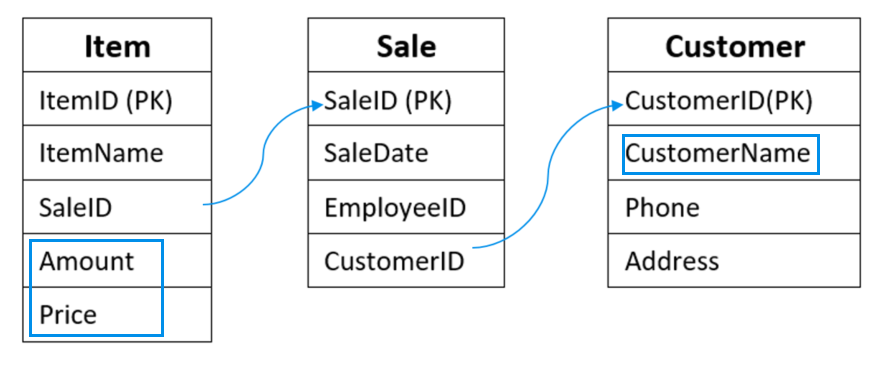 Item
ItemID (PK)
ItemName
SaleID
Amount
Price
Sale
SaleID (PK)
SaleDate
EmployeeID
CustomerID
Customer
CustomerID(PK)
CustomerName
Phone
Address